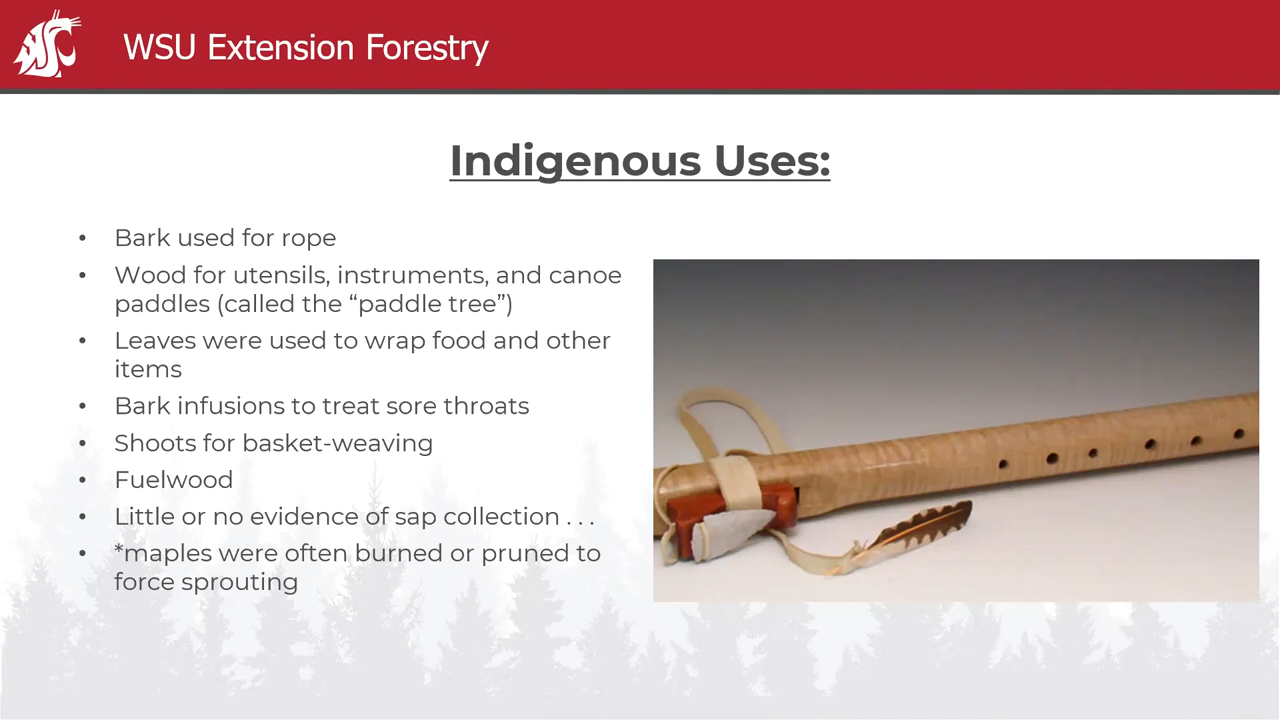 WSU Extension Forestry
Indigenous Uses:
• Bark used for rope
• Wood for utensils, instruments, and canoe
paddles (called the “paddle tree”)
• Leaves were used to wrap food and other
items
• Bark infusions to treat sore throats
• Shoots for basket-weaving
• Fuelwood
• Little or no evidence of sap collection . . .
• *maples were often burned or pruned to
force sprouting